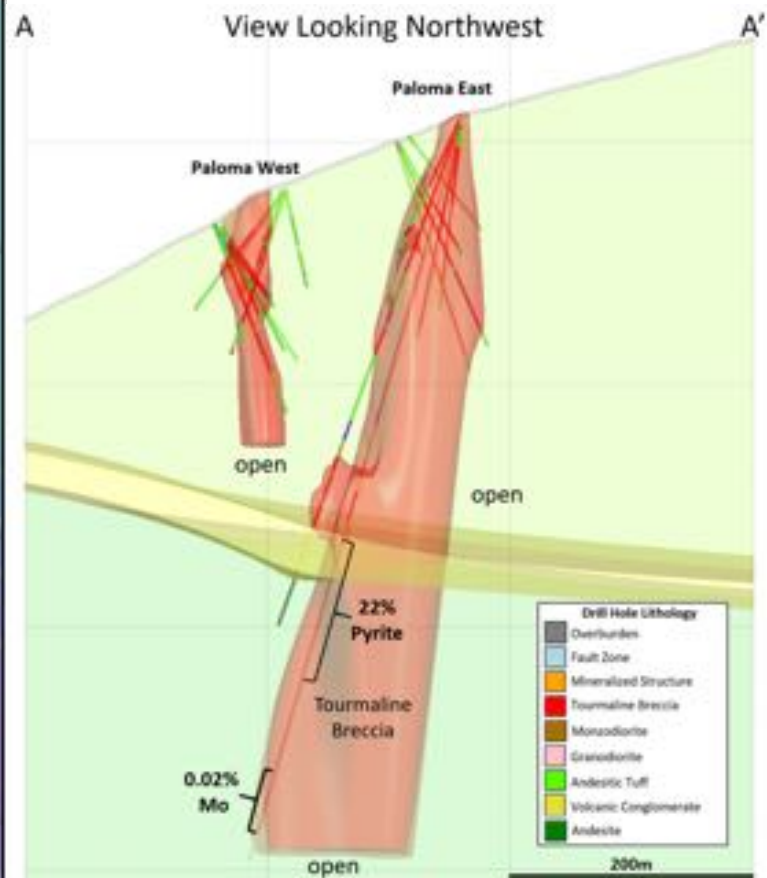 A
View Looking Northwest
A'
Paloma East
Paloma West
open
open
22%
Pyrite
Tourmaline
Breccia
0.02%
Mo
open
Drill Hole Lithology
Overburden
Fault Zone
Mineralized Structure
Tourmaline Breccia
Monzodiorite
Granodiorite
Andesitic Tuff
Volcanic Conglomerate
Andesite
200m